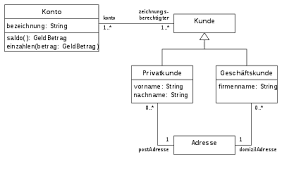 Konto
bezeichnung: String
saldo(): GeldBetrag
einzahlen(betrag: GeldBetrag)
konto
1..*
zeichnungs-
berechtigter
1..*
Kunde
Privatkunde
vorname: String
nachname: String
Geschäftskunde
firmenname: String
0..*
0..*
1
postAdresse
Adresse
1
domizilAdresse